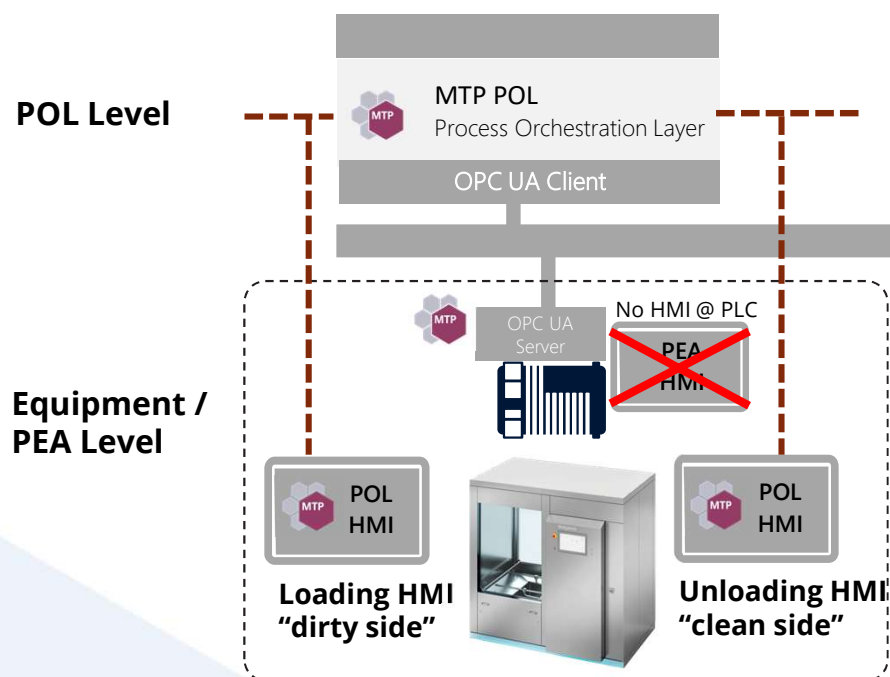 MTP
MTP POL
Process Orchestration Layer
POL Level
OPC UA Client
MTP
OPC UA
Server
No HMI @ PLC
PEA
HMI
Equipment /
PEA Level
MTP
POL
HMI
MTP
POL
HMI
Loading HMI
“dirty side”
Unloading HMI
“clean side”